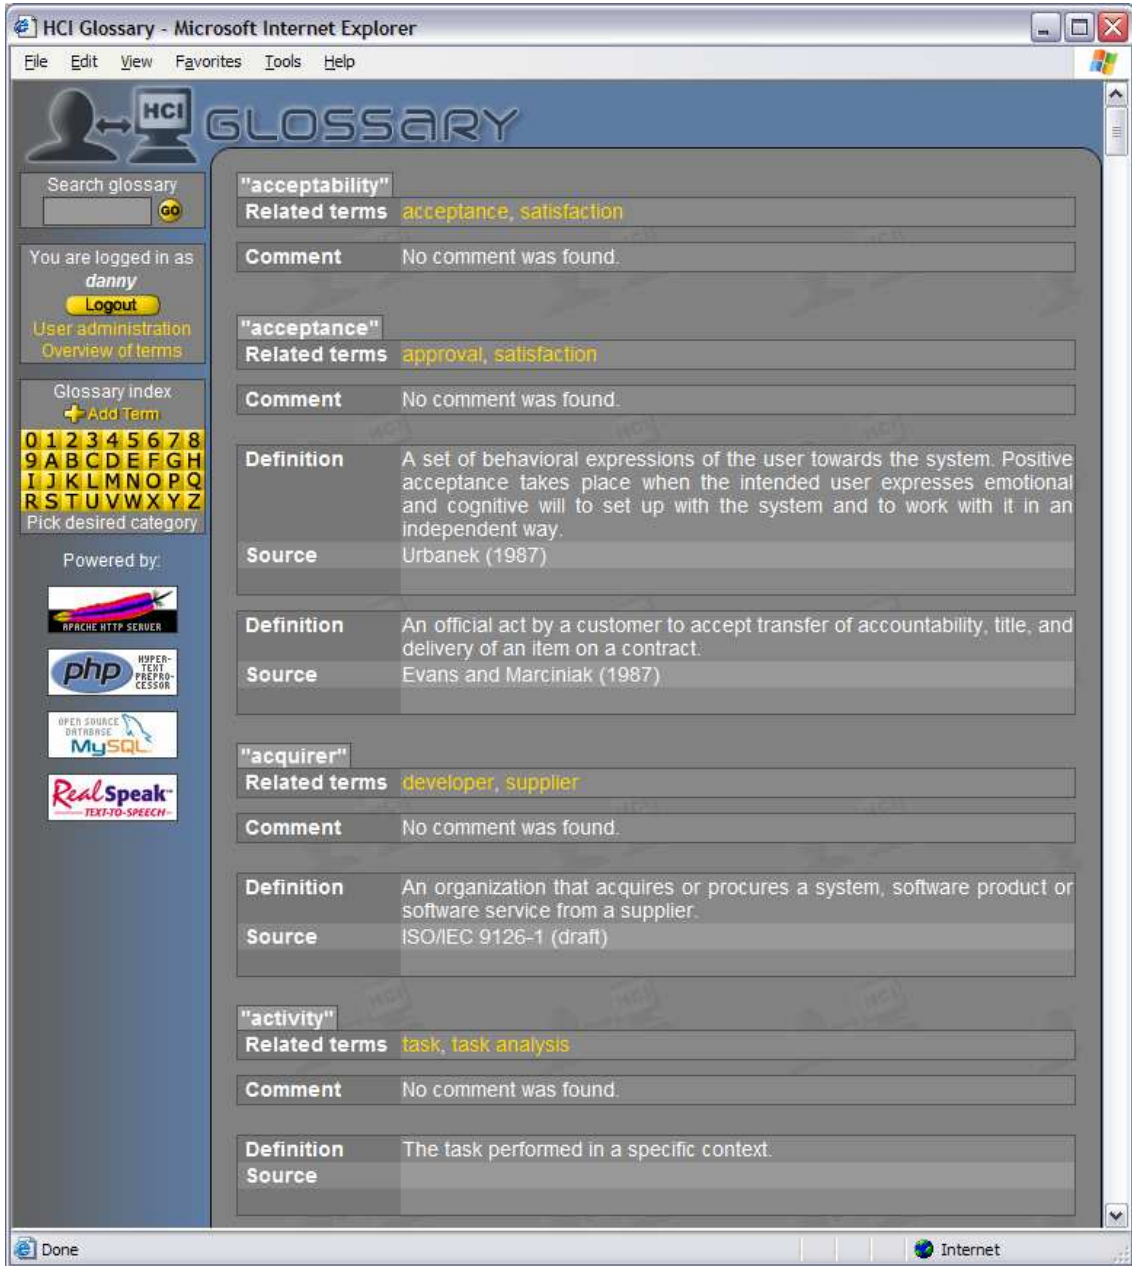 HCI Glossary - Microsoft Internet Explorer
File Edit View Favorites Tools Help
HCI GLOSSARY
Search glossary
GO
You are logged in as
danny
Logout
User administration
Overview of terms
Glossary index
Add Term
0 1 2 3 4 5 6 7 8
9 A B C D E F G H
I J K L M N O P Q
R S T U V W X Y Z
Pick desired category
Powered by:
APACHE HTTP SERVER
php HYPER-
TEXT
PREPRO-
CESSOR
OPEN SOURCE
DATABASE
MySQL
RealSpeak™
TEXT-TO-SPEECH
"acceptability"
Related terms acceptance, satisfaction
Comment No comment was found.
"acceptance"
Related terms approval, satisfaction
Comment No comment was found.
Definition A set of behavioral expressions of the user towards the system. Positive
acceptance takes place when the intended user expresses emotional
and cognitive will to set up with the system and to work with it in an
independent way.
Source Urbanek (1987)
Definition An official act by a customer to accept transfer of accountability, title, and
delivery of an item on a contract.
Source Evans and Marciniak (1987)
"acquirer"
Related terms developer, supplier
Comment No comment was found.
Definition An organization that acquires or procures a system, software product or
software service from a supplier.
Source ISO/IEC 9126-1 (draft)
"activity"
Related terms task, task analysis
Comment No comment was found.
Definition The task performed in a specific context.
Source
Done Internet